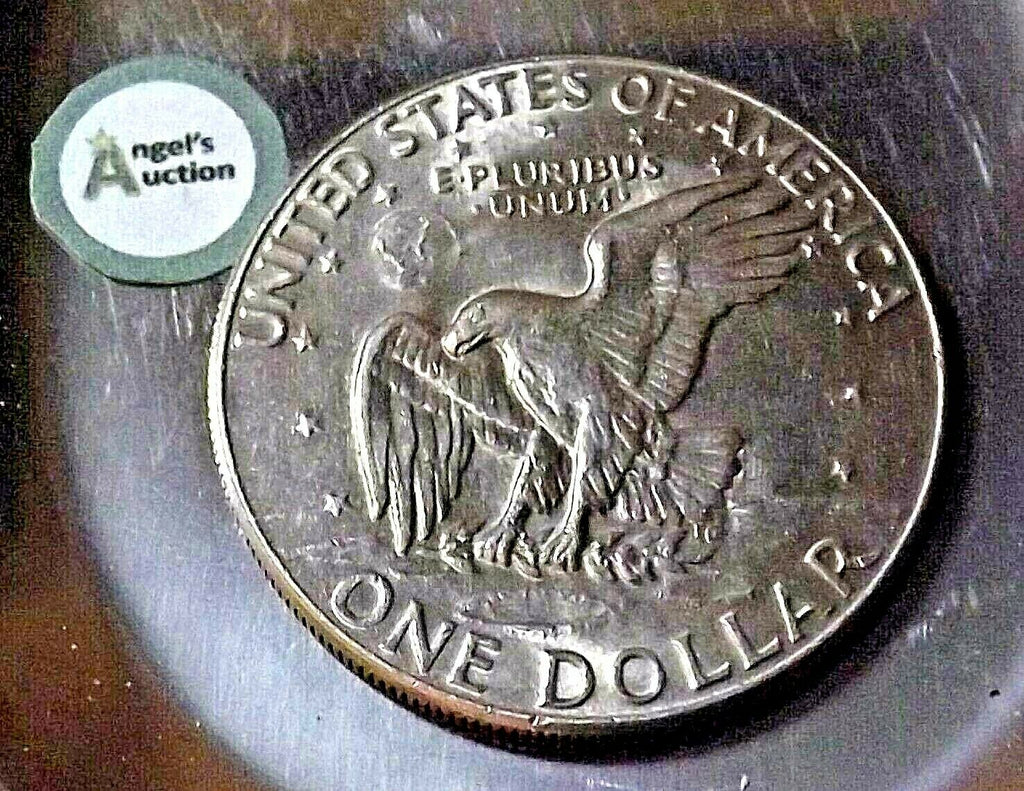 Angel's
Auction
UNITED STATES OF AMERICA
E·PLURIBUS
·UNUM·
ONE DOLLAR